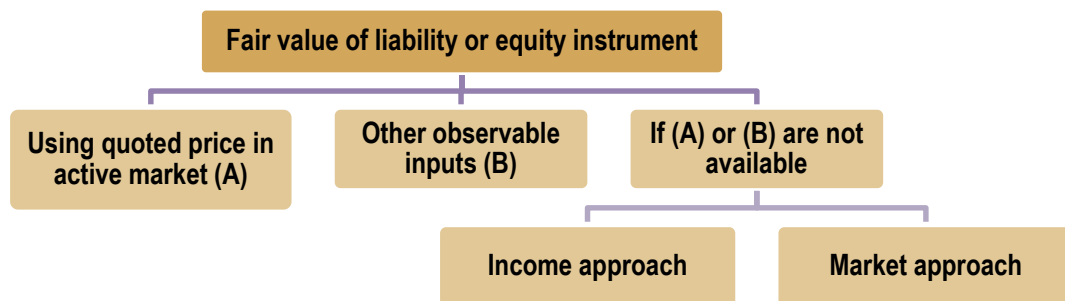 Fair value of liability or equity instrument
Using quoted price in
active market (A)
Other observable
inputs (B)
If (A) or (B) are not
available
Income approach
Market approach